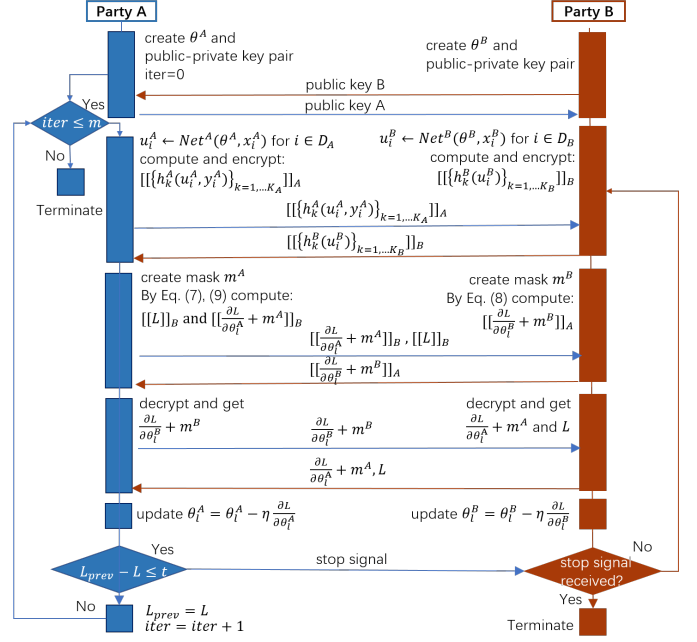 Party A
Party B
create θ^A and
public-private key pair
iter=0
create θ^B and
public-private key pair
public key B
public key A
Yes
iter ≤ m
No
Terminate
u_i^A ← Net^A(θ^A, x_i^A) for i ∈ D_A
compute and encrypt:
[[{h_k^A(u_i^A, y_i^A)}_{k=1,…K_A}]]_A
u_i^B ← Net^B(θ^B, x_i^B) for i ∈ D_B
compute and encrypt:
[[{h_k^B(u_i^B)}_{k=1,…K_B}]]_B
[[{h_k^A(u_i^A, y_i^A)}_{k=1,…K_A}]]_A
[[{h_k^B(u_i^B)}_{k=1,…K_B}]]_B
create mask m^A
By Eq. (7), (9) compute:
[[L]]_B and [[∂L/∂θ_l^A + m^A]]_B
create mask m^B
By Eq. (8) compute:
[[∂L/∂θ_l^B + m^B]]_A
[[∂L/∂θ_l^A + m^A]]_B , [[L]]_B
[[∂L/∂θ_l^B + m^B]]_A
decrypt and get
∂L/∂θ_l^B + m^B
decrypt and get
∂L/∂θ_l^A + m^A and L
∂L/∂θ_l^B + m^B
∂L/∂θ_l^A + m^A, L
update θ_l^A = θ_l^A − η ∂L/∂θ_l^A
update θ_l^B = θ_l^B − η ∂L/∂θ_l^B
Yes
L_prev − L ≤ t
stop signal
No
stop signal
received?
No
L_prev = L
iter = iter + 1
Yes
Terminate